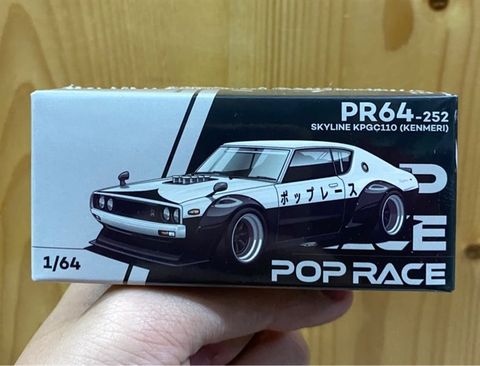 PR64-252
SKYLINE KPGC110 (KENMERI)
ポップレース
1/64
POP RACE